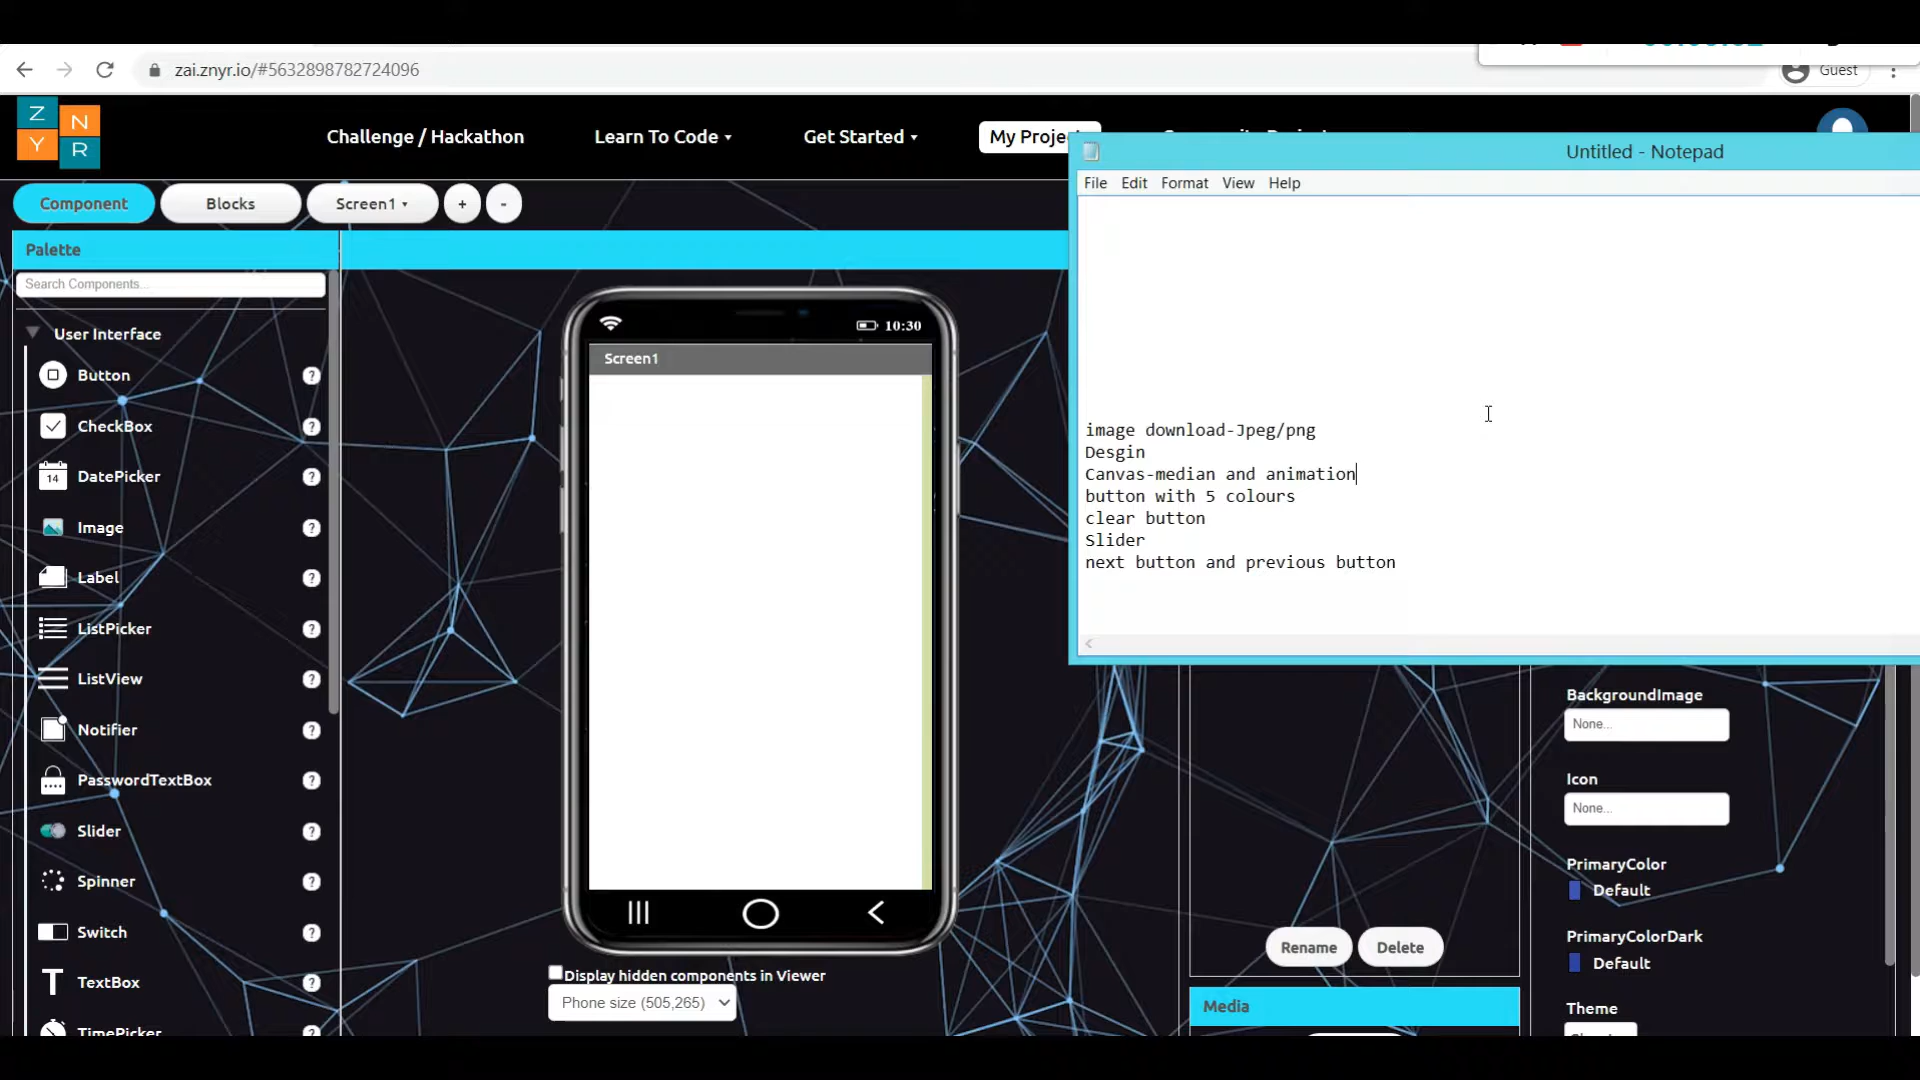 zai.znyr.io/#5632898782724096
Guest
Z N
Y R
Challenge / Hackathon
Learn To Code
Get Started
My Projec
Untitled - Notepad
File Edit Format View Help
Component
Blocks
Screen1
+
-
Palette
Search Components...
User Interface
Button ?
CheckBox ?
14 DatePicker ?
Image ?
Label ?
ListPicker ?
ListView ?
Notifier ?
PasswordTextBox ?
Slider ?
Spinner ?
Switch ?
T TextBox ?
TimePicker ?
10:30
Screen1
Display hidden components in Viewer
Phone size (505,265)
image download-Jpeg/png
Desgin
Canvas-median and animation
button with 5 colours
clear button
Slider
next button and previous button
Rename
Delete
Media
BackgroundImage
None...
Icon
None...
PrimaryColor
Default
PrimaryColorDark
Default
Theme